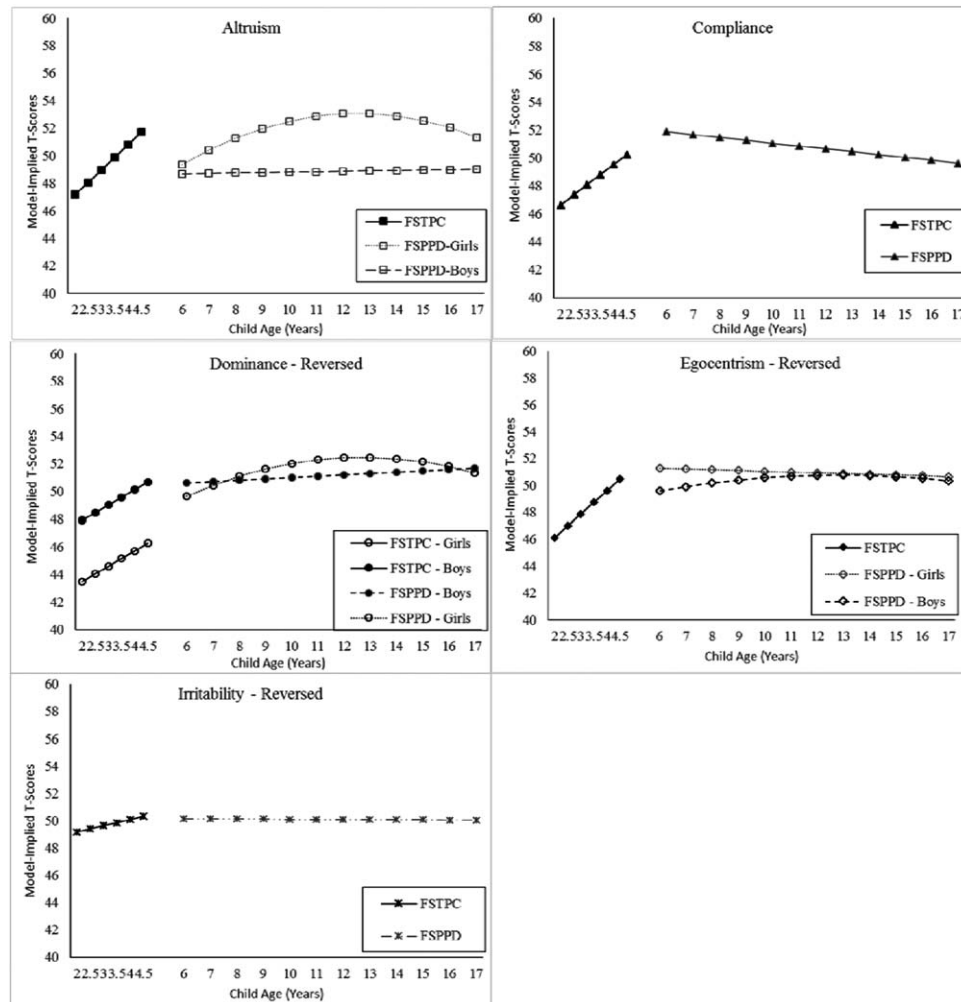 Altruism
Model-Implied T-Scores
60
58
56
54
52
50
48
46
44
42
40
22.533.544.5 6 7 8 9 10 11 12 13 14 15 16 17
Child Age (Years)
FSTPC
FSPPD-Girls
FSPPD-Boys
Compliance
Model-Implied T-Scores
60
58
56
54
52
50
48
46
44
42
40
22.533.544.5 6 7 8 9 10 11 12 13 14 15 16 17
Child Age (Years)
FSTPC
FSPPD
Dominance - Reversed
Model-Implied T-Scores
60
58
56
54
52
50
48
46
44
42
40
22.533.544.5 6 7 8 9 10 11 12 13 14 15 16 17
Child Age (Years)
FSTPC - Girls
FSTPC - Boys
FSPPD - Boys
FSPPD - Girls
Egocentrism - Reversed
Model-Implied T-Scores
60
58
56
54
52
50
48
46
44
42
40
22.533.544.5 6 7 8 9 10 11 12 13 14 15 16 17
Child Age (Years)
FSTPC
FSPPD - Girls
FSPPD - Boys
Irritability - Reversed
Model-Implied T-Scores
60
58
56
54
52
50
48
46
44
42
40
22.533.544.5 6 7 8 9 10 11 12 13 14 15 16 17
Child Age (Years)
FSTPC
FSPPD